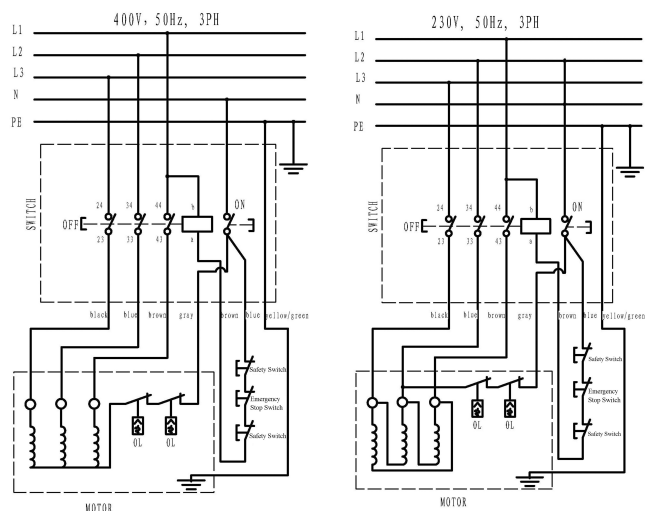 400V, 50Hz, 3PH
L1
L2
L3
N
PE
SWITCH
24
34
44
b
ON
OFF
23
33
43
a
black
blue
brown
gray
brown
blue
yellow/green
Safety Switch
Emergency
Stop Switch
Safety Switch
OL
OL
MOTOR
230V, 50Hz, 3PH
L1
L2
L3
N
PE
SWITCH
24
34
44
b
ON
OFF
23
33
43
a
black
blue
brown
gray
brown
blue
yellow/green
Safety Switch
Emergency
Stop Switch
Safety Switch
OL
OL
MOTOR